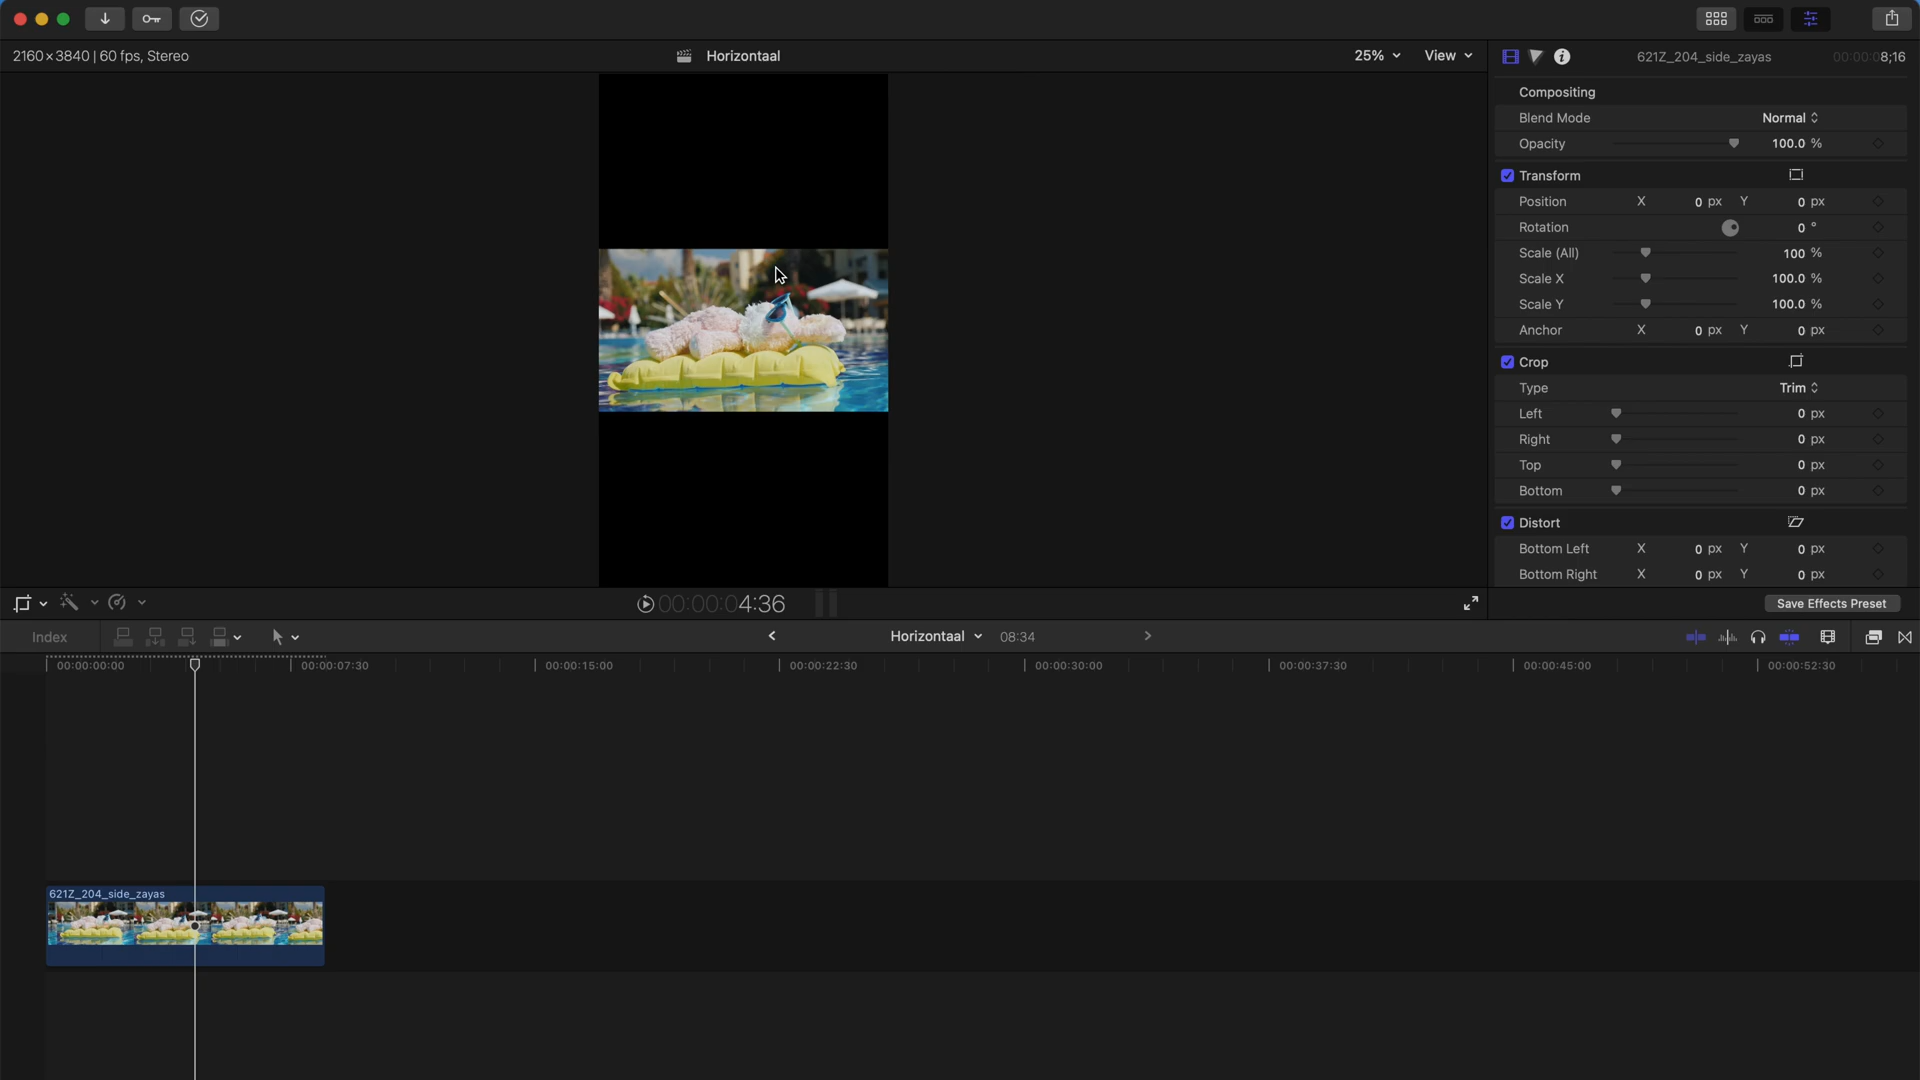 2160×3840 | 60 fps, Stereo
Horizontaal
25%
View
621Z_204_side_zayas
00:00:08;16
Compositing
Blend Mode Normal
Opacity 100.0 %
Transform
Position X 0 px Y 0 px
Rotation 0 °
Scale (All) 100 %
Scale X 100.0 %
Scale Y 100.0 %
Anchor X 0 px Y 0 px
Crop
Type Trim
Left 0 px
Right 0 px
Top 0 px
Bottom 0 px
Distort
Bottom Left X 0 px Y 0 px
Bottom Right X 0 px Y 0 px
00:00:04:36
Save Effects Preset
Index
Horizontaal 08:34
00:00:00:00 00:00:07:30 00:00:15:00 00:00:22:30 00:00:30:00 00:00:37:30 00:00:45:00 00:00:52:30
621Z_204_side_zayas